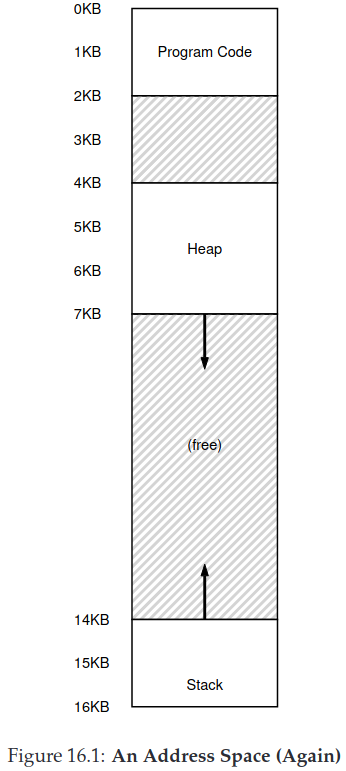 0KB
1KB
Program Code
2KB
3KB
4KB
5KB
Heap
6KB
7KB
(free)
14KB
15KB
Stack
16KB
Figure 16.1: An Address Space (Again)